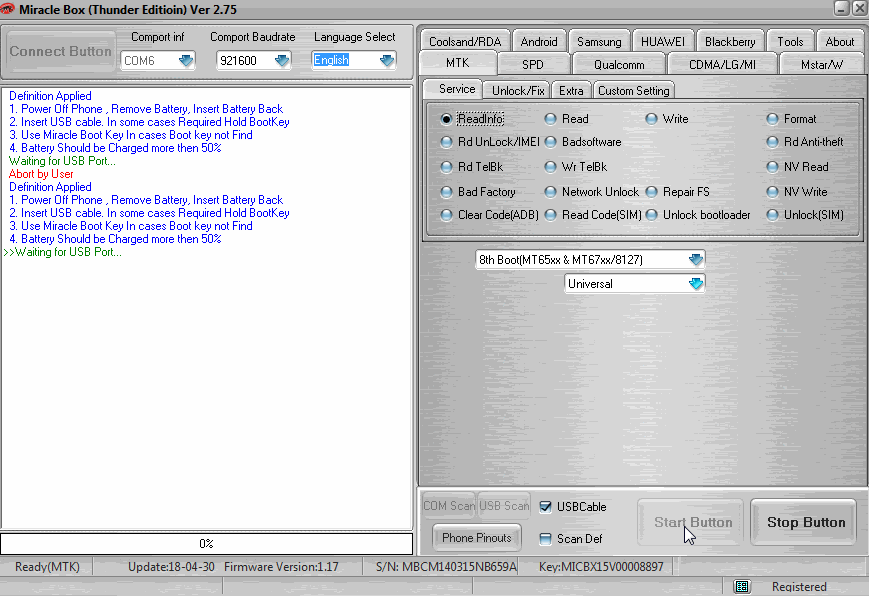 Miracle Box (Thunder Editioin) Ver 2.75
Connect Button
Comport inf
Comport Baudrate
Language Select
COM6
921600
English
Definition Applied
1. Power Off Phone , Remove Battery, Insert Battery Back
2. Insert USB cable. In some cases Required Hold BootKey
3. Use Miracle Boot Key In cases Boot key not Find
4. Battery Should be Charged more then 50%
Waiting for USB Port...
Abort by User
Definition Applied
1. Power Off Phone , Remove Battery, Insert Battery Back
2. Insert USB cable. In some cases Required Hold BootKey
3. Use Miracle Boot Key In cases Boot key not Find
4. Battery Should be Charged more then 50%
>>Waiting for USB Port...
0%
Coolsand/RDA Android Samsung HUAWEI Blackberry Tools About
MTK SPD Qualcomm CDMA/LG/MI Mstar/W
Service Unlock/Fix Extra Custom Setting
ReadInfo Read Write Format
Rd UnLock/IMEI Badsoftware Rd Anti-theft
Rd TelBk Wr TelBk NV Read
Bad Factory Network Unlock Repair FS NV Write
Clear Code(ADB) Read Code(SIM) Unlock bootloader Unlock(SIM)
8th Boot(MT65xx & MT67xx/8127)
Universal
COM Scan USB Scan USBCable
Phone Pinouts Scan Def
Start Button Stop Button
Ready(MTK) Update:18-04-30 Firmware Version:1.17 S/N: MBCM140315NB659A Key:MICBX15V00008897
Registered